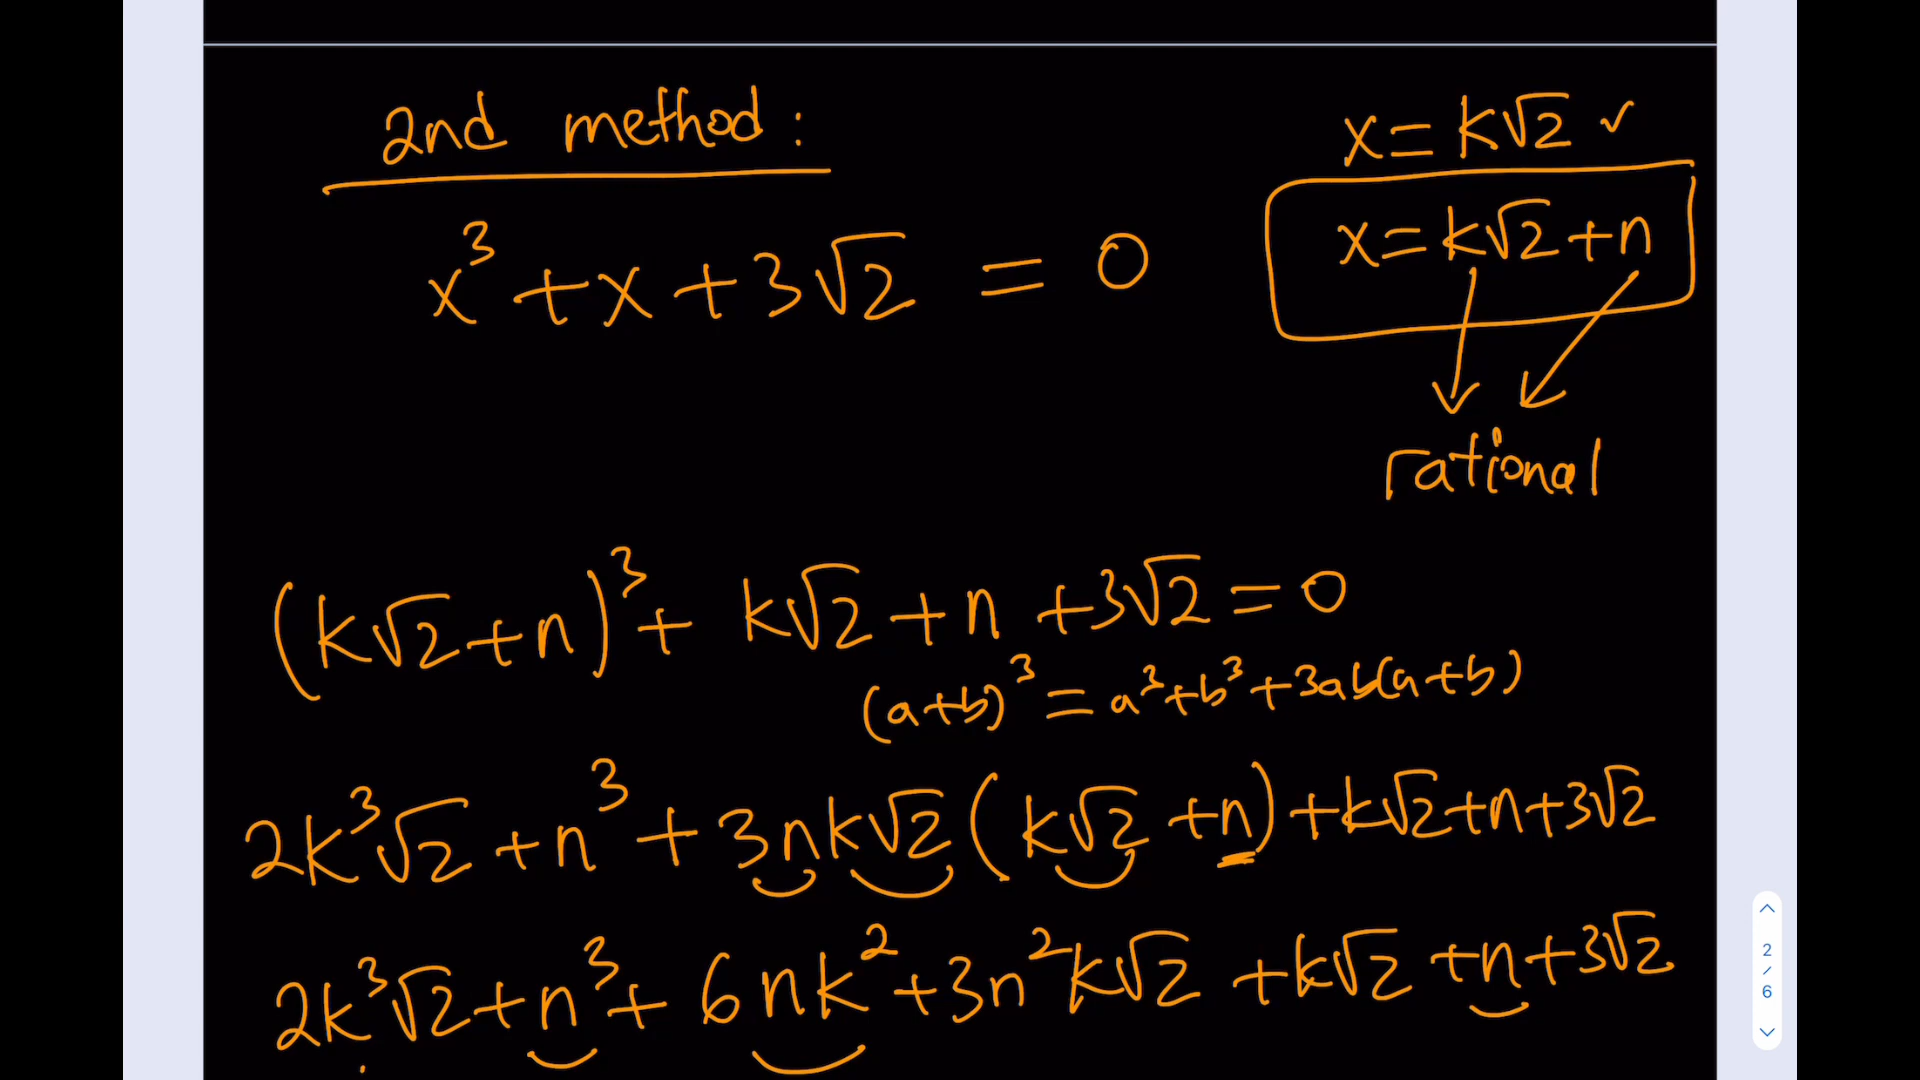 2nd method:
x = k√2 ✓
x = k√2 + n
x³ + x + 3√2 = 0
rational
(k√2 + n)³ + k√2 + n + 3√2 = 0
(a+b)³ = a³ + b³ + 3ab(a+b)
2k³√2 + n³ + 3nk√2 (k√2 + n) + k√2 + n + 3√2
2k³√2 + n³ + 6nk² + 3n²k√2 + k√2 + n + 3√2
2
/
6